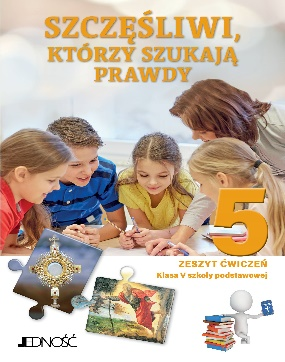 SZCZĘŚLIWI,
KTÓRZY SZUKAJĄ
PRAWDY
5
ZESZYT ĆWICZEŃ
Klasa V szkoły podstawowej
JEDNOŚĆ